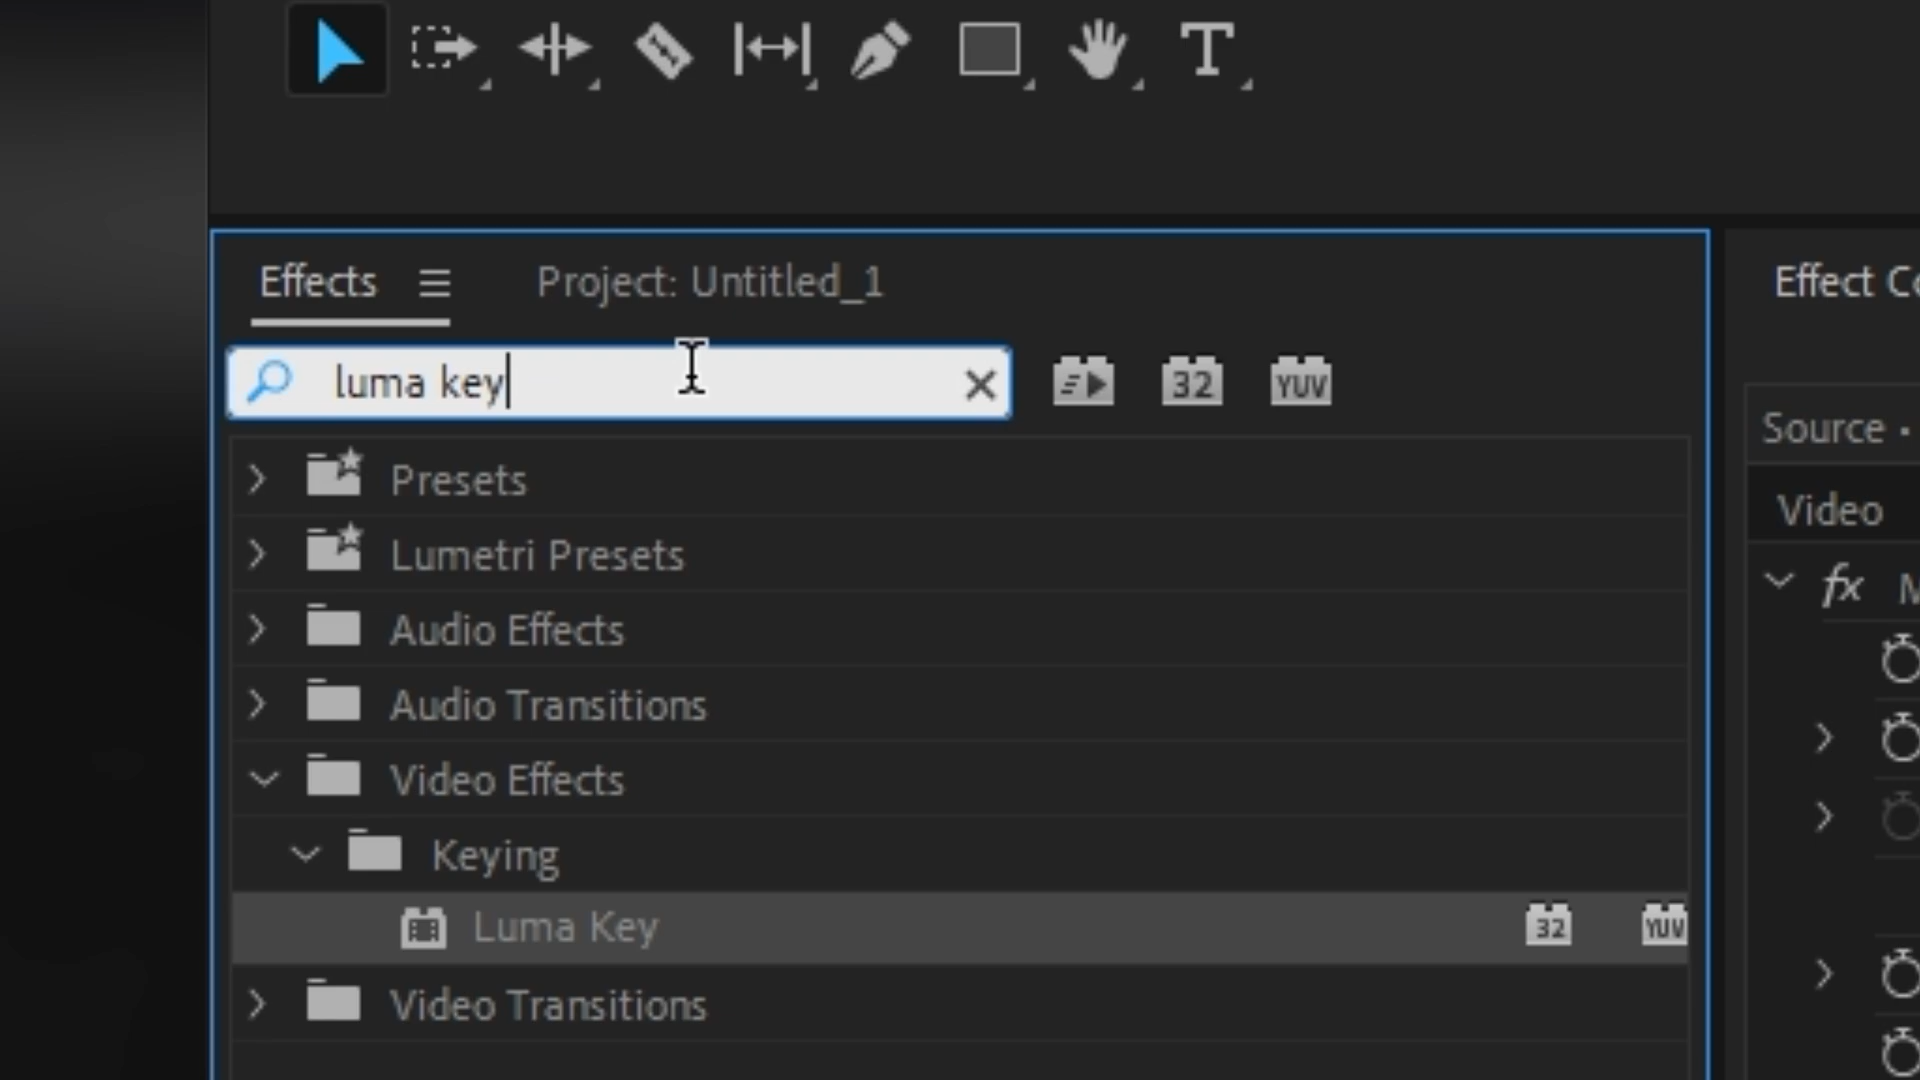 Effects
Project: Untitled_1
luma key
32
YUV
Presets
Lumetri Presets
Audio Effects
Audio Transitions
Video Effects
Keying
Luma Key
32
YUV
Video Transitions
Effect
Source
Video
fx